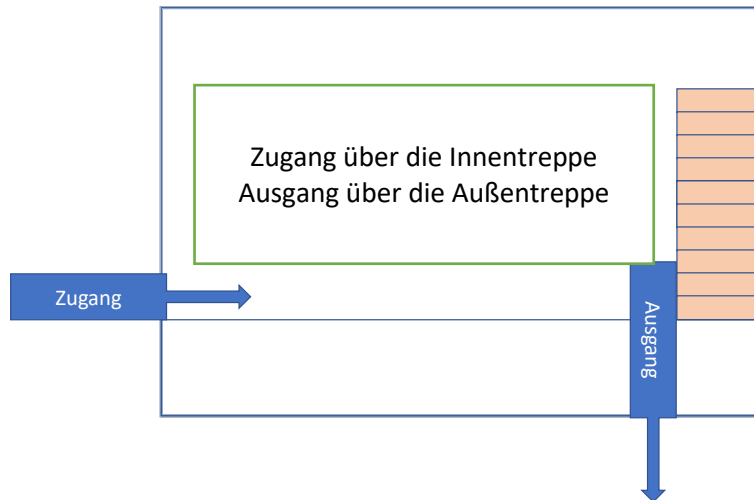 Zugang über die Innentreppe
Ausgang über die Außentreppe
Zugang
Ausgang